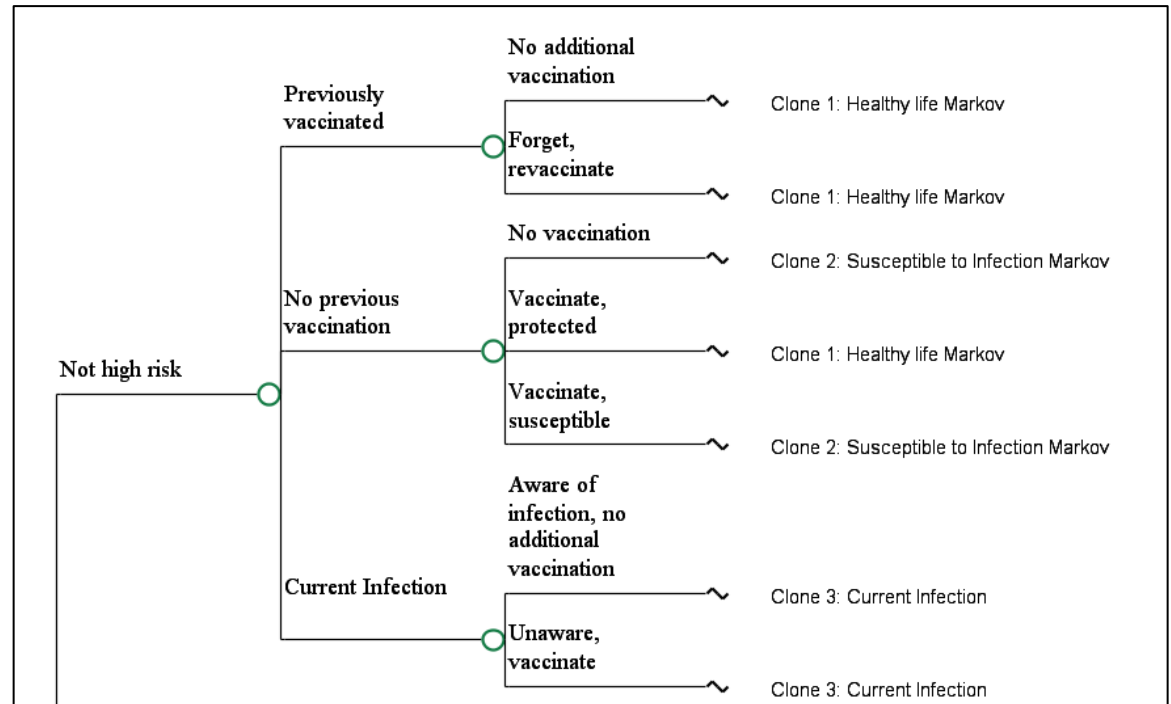 No additional
vaccination
Previously
vaccinated
Clone 1: Healthy life Markov
Forget,
revaccinate
Clone 1: Healthy life Markov
No vaccination
Clone 2: Susceptible to Infection Markov
No previous
vaccination
Vaccinate,
protected
Clone 1: Healthy life Markov
Not high risk
Vaccinate,
susceptible
Clone 2: Susceptible to Infection Markov
Aware of
infection, no
additional
vaccination
Current Infection
Clone 3: Current Infection
Unaware,
vaccinate
Clone 3: Current Infection